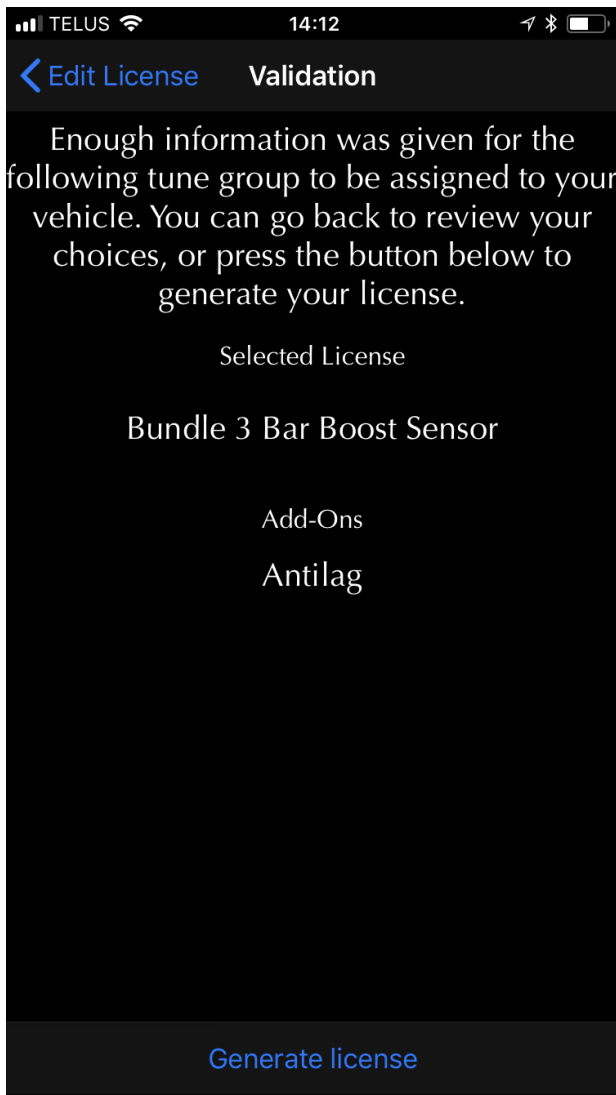 TELUS 14:12
Edit License Validation
Enough information was given for the
following tune group to be assigned to your
vehicle. You can go back to review your
choices, or press the button below to
generate your license.
Selected License
Bundle 3 Bar Boost Sensor
Add-Ons
Antilag
Generate license